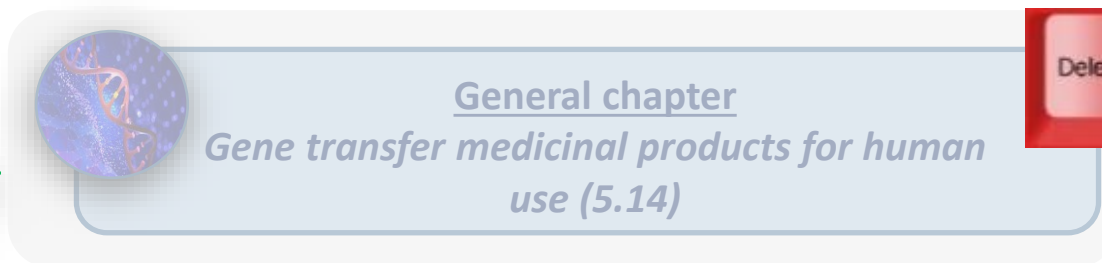 General chapter
Gene transfer medicinal products for human
use (5.14)
Dele